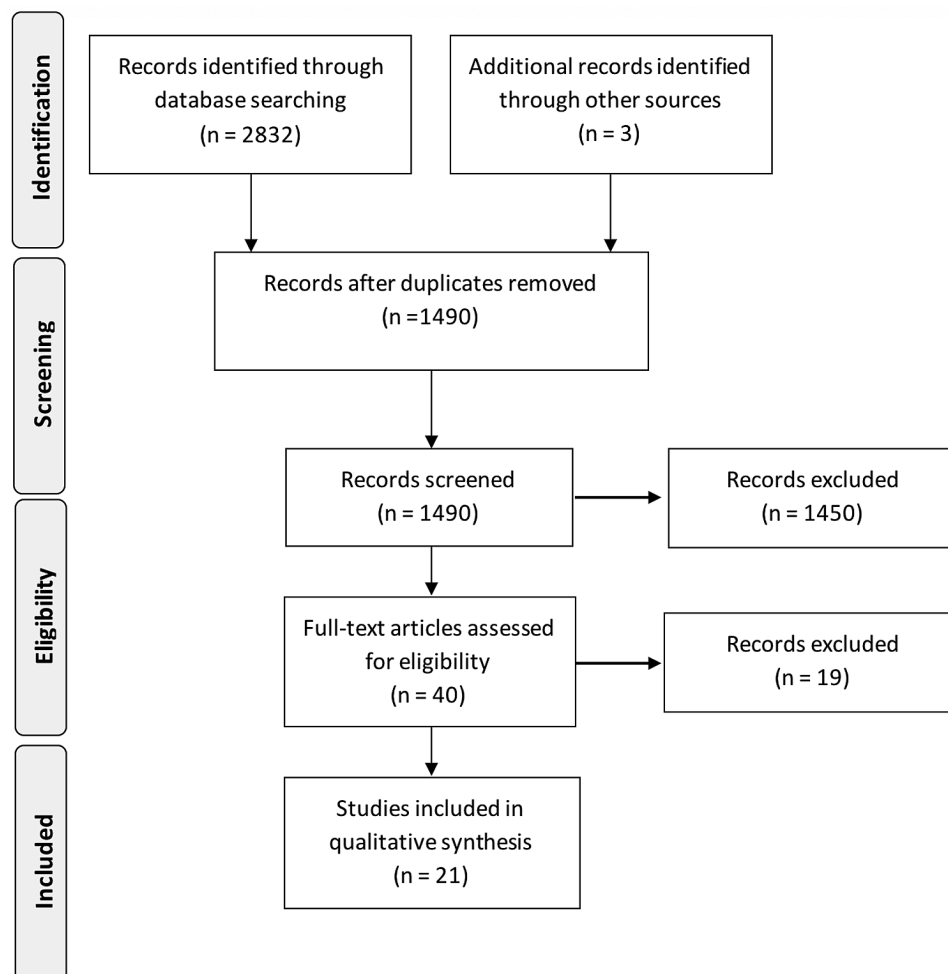 Identification
Records identified through
database searching
(n = 2832)
Additional records identified
through other sources
(n = 3)
Screening
Records after duplicates removed
(n =1490)
Records screened
(n = 1490)
Records excluded
(n = 1450)
Eligibility
Full-text articles assessed
for eligibility
(n = 40)
Records excluded
(n = 19)
Included
Studies included in
qualitative synthesis
(n = 21)